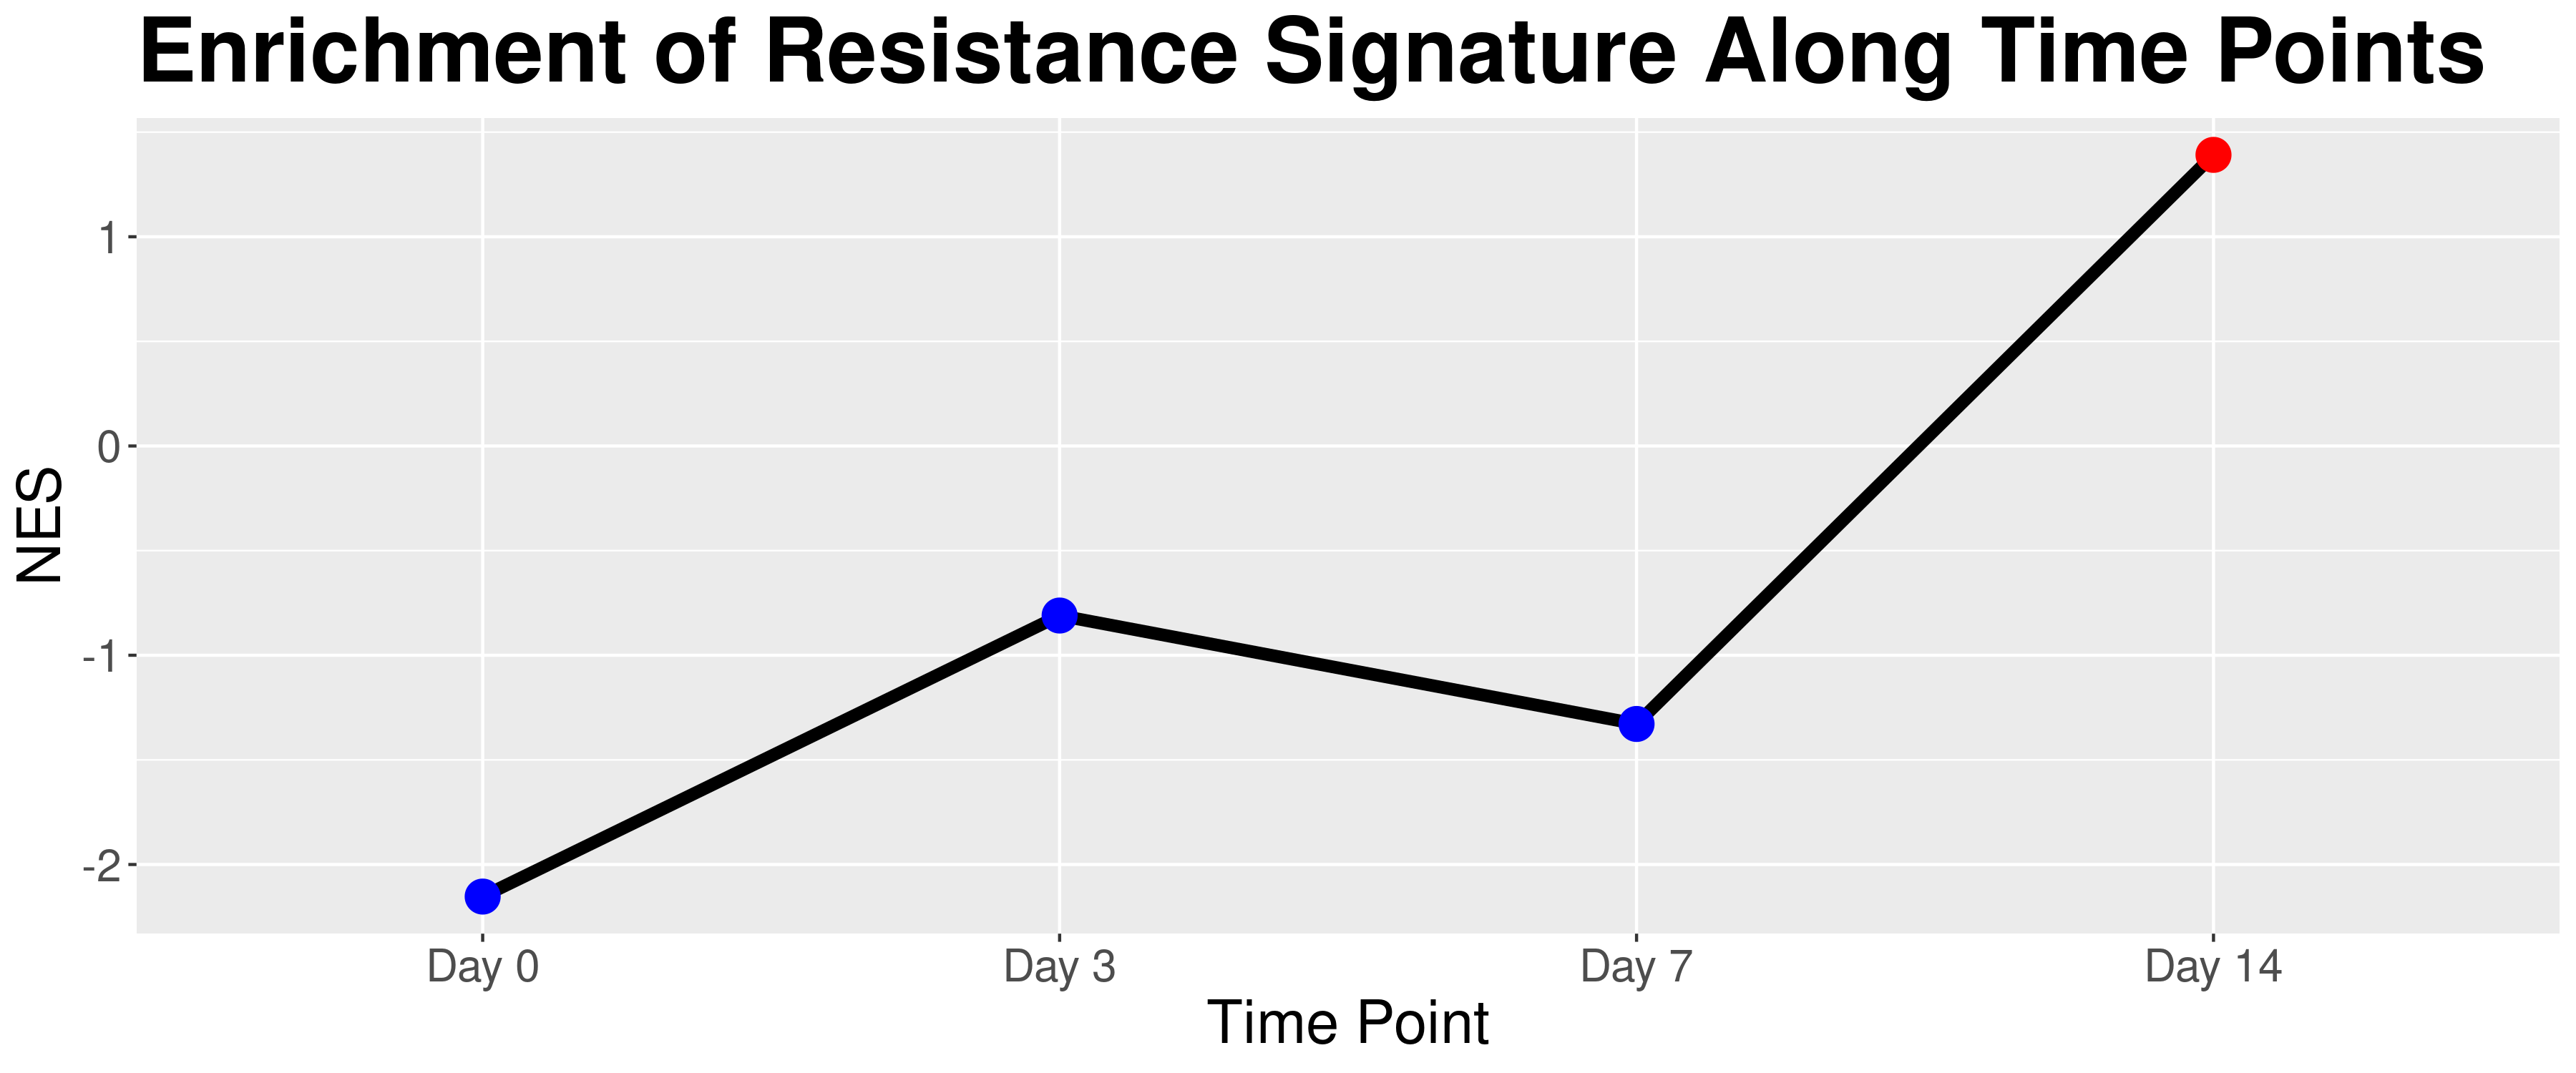 Enrichment of Resistance Signature Along Time Points
NES
1
0
-1
-2
Day 0 Day 3 Day 7 Day 14
Time Point